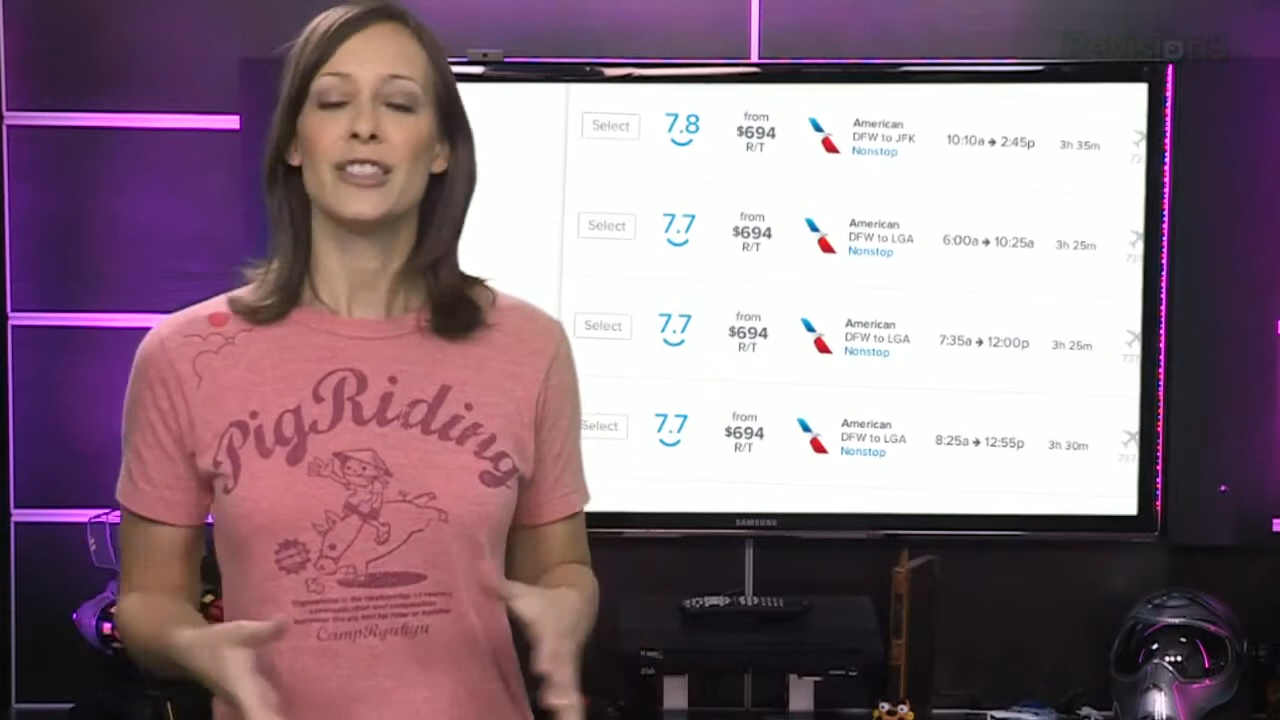 Revision3
Select 7.8 from $694 R/T American DFW to JFK Nonstop 10:10a → 2:45p 3h 35m
Select 7.7 from $694 R/T American DFW to LGA Nonstop 6:00a → 10:25a 3h 25m
Select 7.7 from $694 R/T American DFW to LGA Nonstop 7:35a → 12:00p 3h 25m
Select 7.7 from $694 R/T American DFW to LGA Nonstop 8:25a → 12:55p 3h 30m
SAMSUNG
PigRiding
CampRyukyu